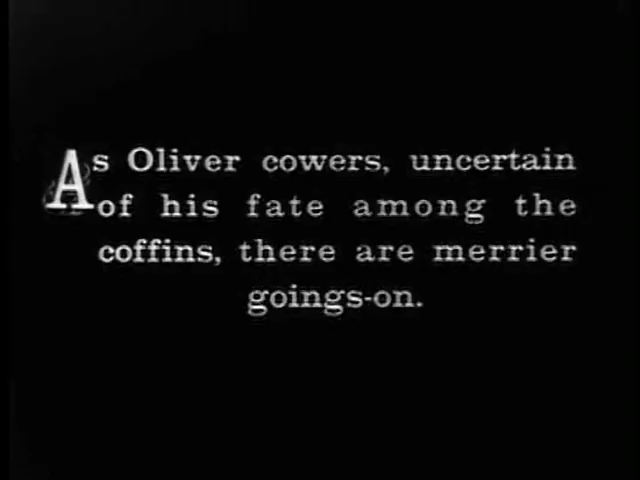 As Oliver cowers, uncertain
of his fate among the
coffins, there are merrier
goings-on.